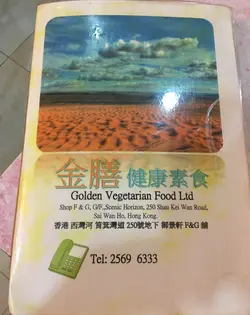 金膳 健康素食
Golden Vegetarian Food Ltd
Shop F & G, G/F.,Scenic Horizon, 250 Shau Kei Wan Road,
Sai Wan Ho, Hong Kong.
香港 西灣河 筲箕灣道 250號地下 御景軒 F&G 舖
Tel: 2569 6333